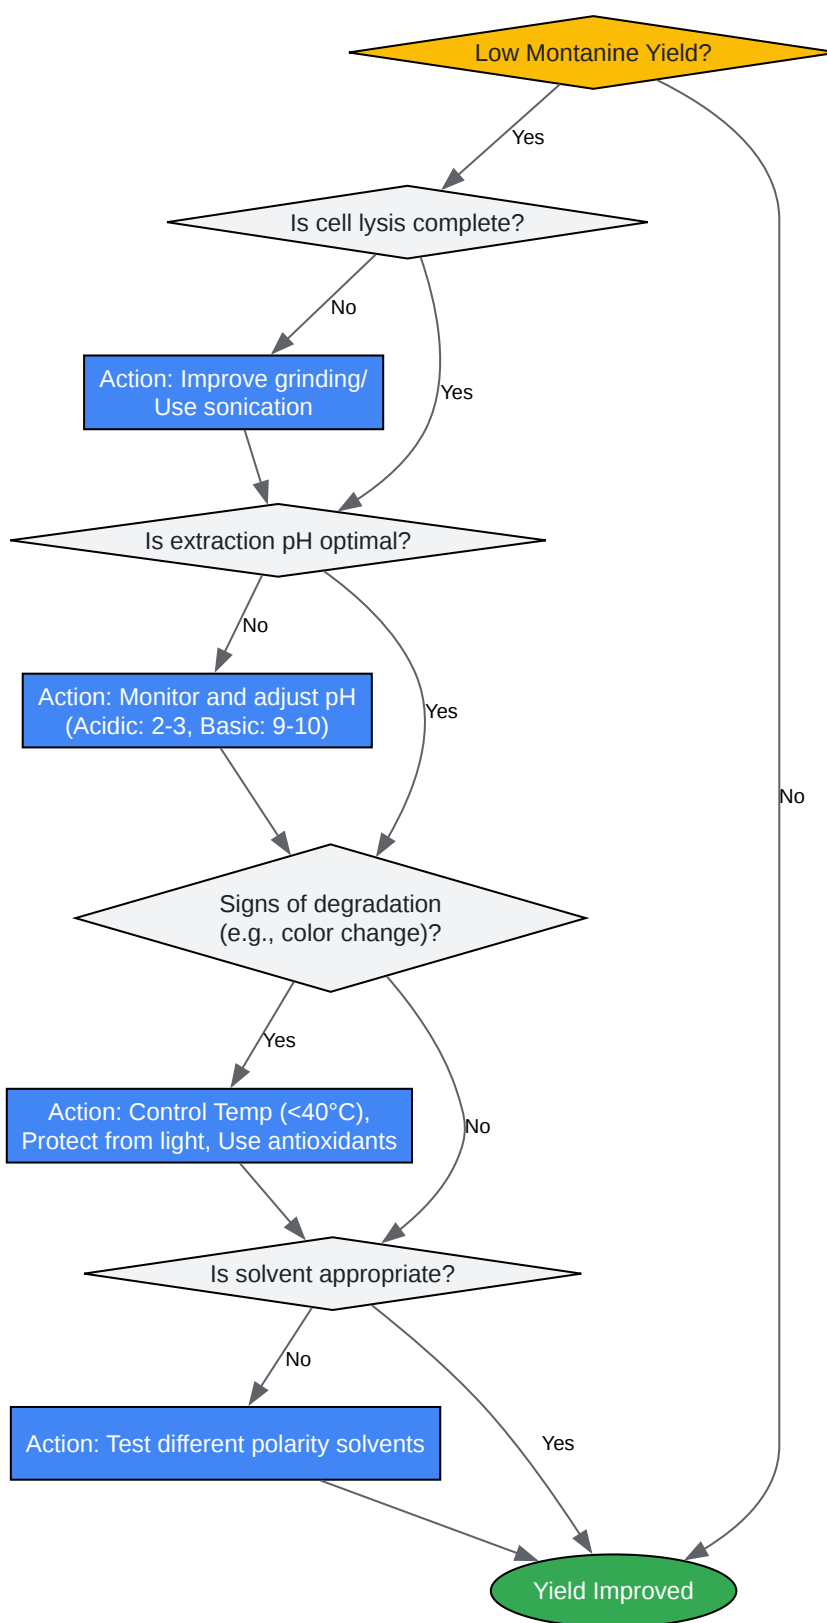 Low Montanine Yield?
Yes
Is cell lysis complete?
No
Action: Improve grinding/
Use sonication
Yes
Is extraction pH optimal?
No
Action: Monitor and adjust pH
(Acidic: 2-3, Basic: 9-10)
Yes
No
Signs of degradation
(e.g., color change)?
Yes
Action: Control Temp (<40°C),
Protect from light, Use antioxidants
No
Is solvent appropriate?
No
Action: Test different polarity solvents
Yes
Yield Improved